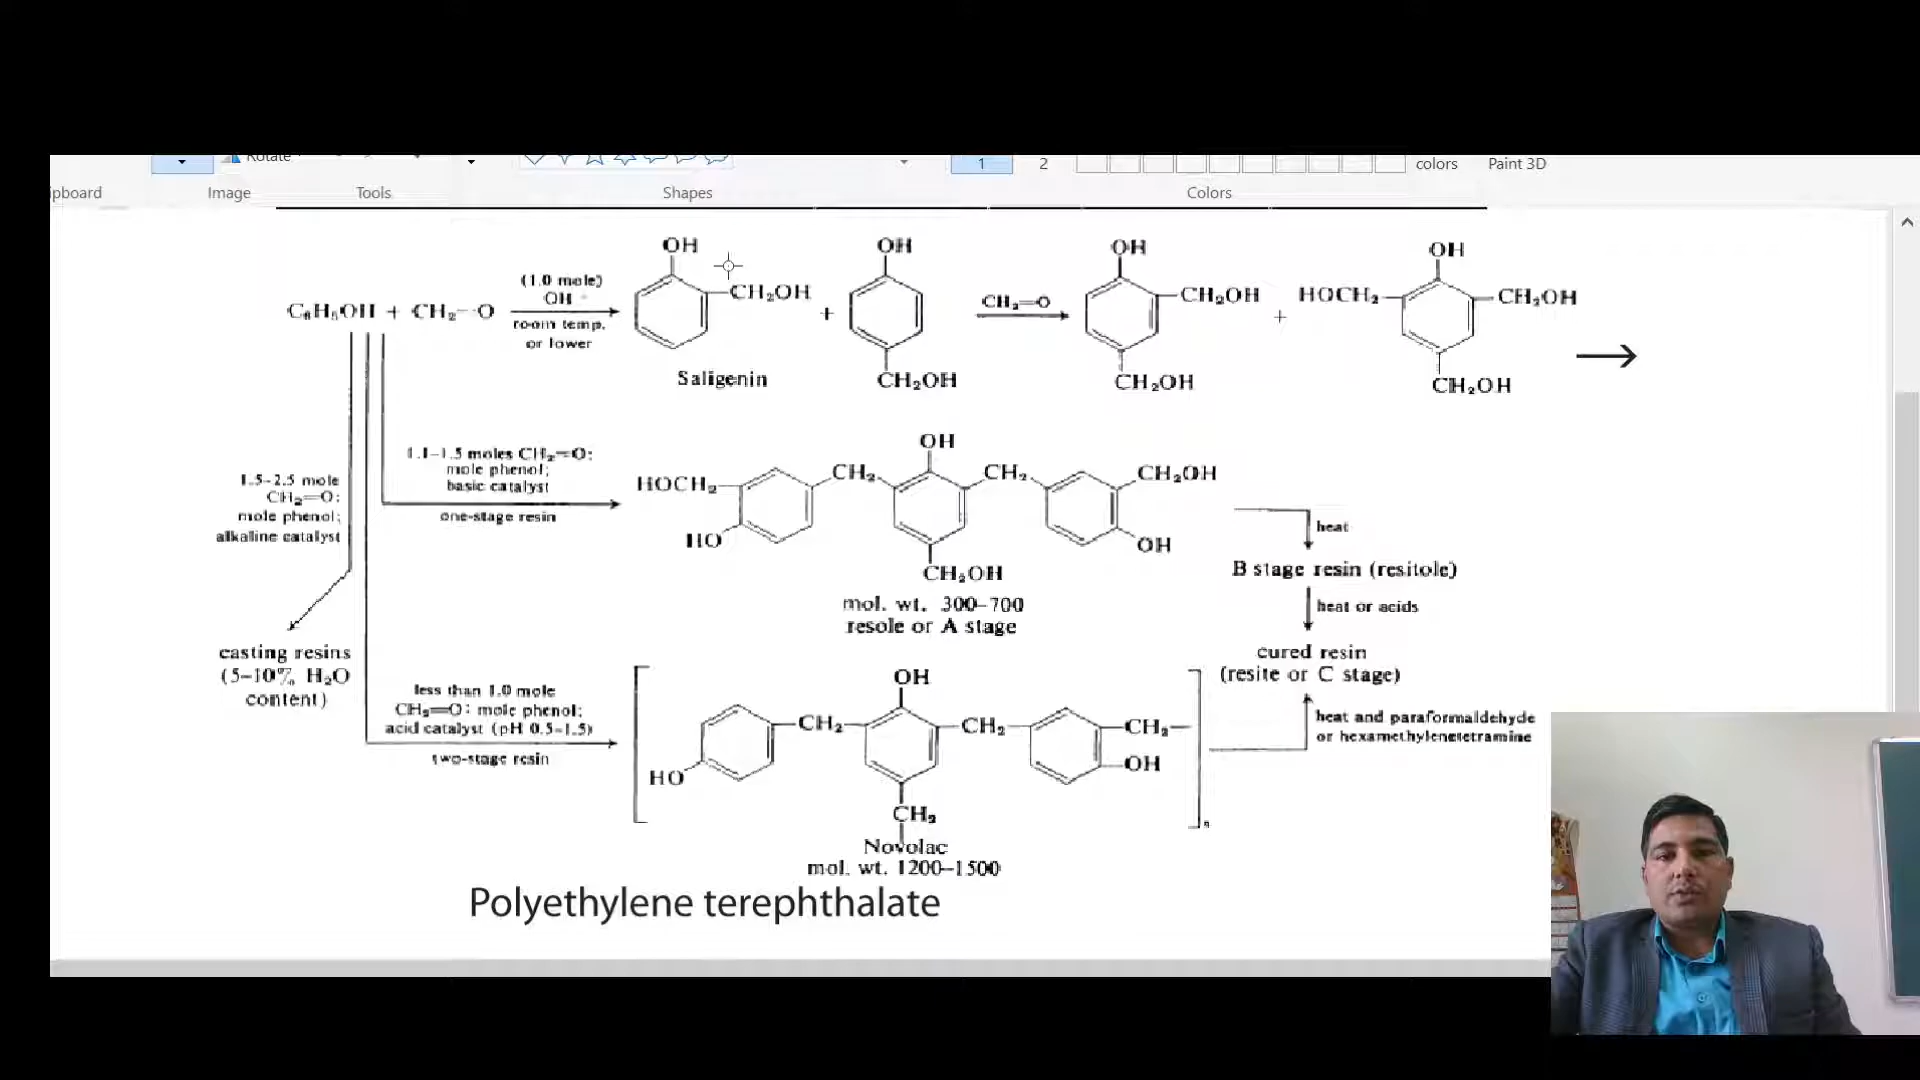 Rotate
1
2
colors
Paint 3D
ipboard
Image
Tools
Shapes
Colors
OH
OH
OH
OH
(1.0 mole)
OH
C₆H₅OH + CH₂=O
room temp.
or lower
CH₂OH
+
CH₂=O
CH₂OH
+
HOCH₂
CH₂OH
Saligenin
CH₂OH
CH₂OH
CH₂OH
1.1–1.5 moles CH₂=O:
mole phenol;
basic catalyst
one-stage resin
OH
HOCH₂
CH₂
CH₂
CH₂OH
HO
OH
CH₂OH
mol. wt. 300–700
resole or A stage
1.5-2.5 mole
CH₂=O:
mole phenol;
alkaline catalyst
heat
B stage resin (resitole)
heat or acids
cured resin
(resite or C stage)
casting resins
(5–10% H₂O
content)
less than 1.0 mole
CH₂=O: mole phenol;
acid catalyst (pH 0.5–1.5)
two-stage resin
OH
CH₂
CH₂
CH₂
HO
OH
CH₂
n
heat and paraformaldehyde
or hexamethylenetetramine
Novolac
mol. wt. 1200–1500
Polyethylene terephthalate